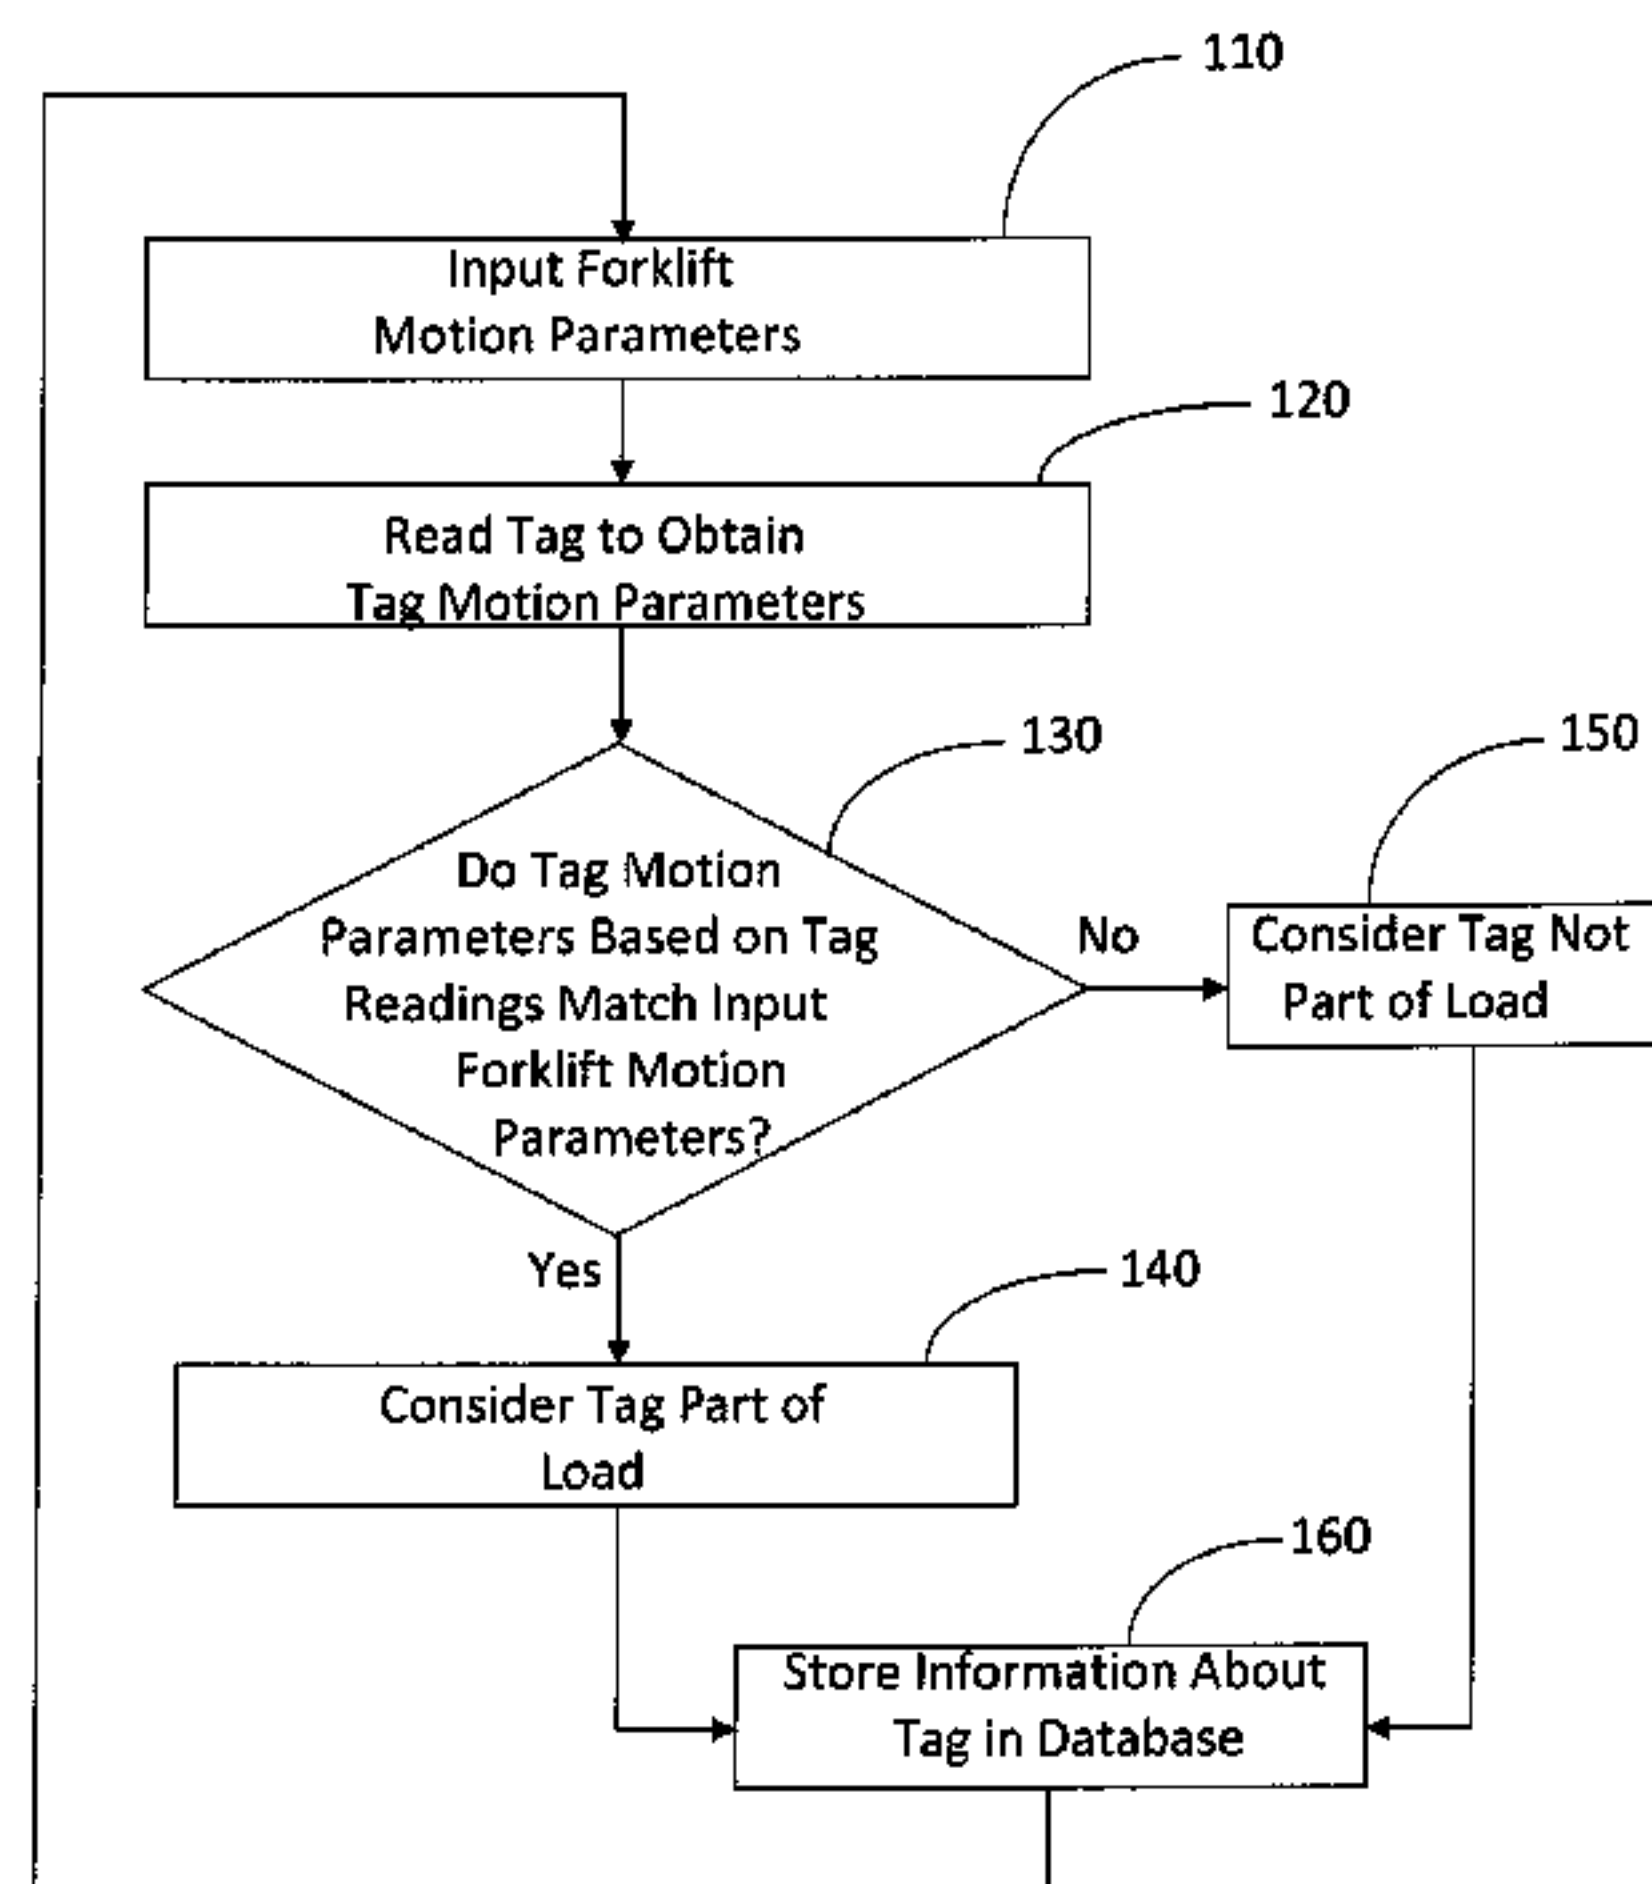 110
Input Forklift
Motion Parameters
120
Read Tag to Obtain
Tag Motion Parameters
130
150
Do Tag Motion
Parameters Based on Tag
Readings Match Input
Forklift Motion
Parameters?
No
Consider Tag Not
Part of Load
Yes
140
Consider Tag Part of
Load
160
Store Information About
Tag in Database